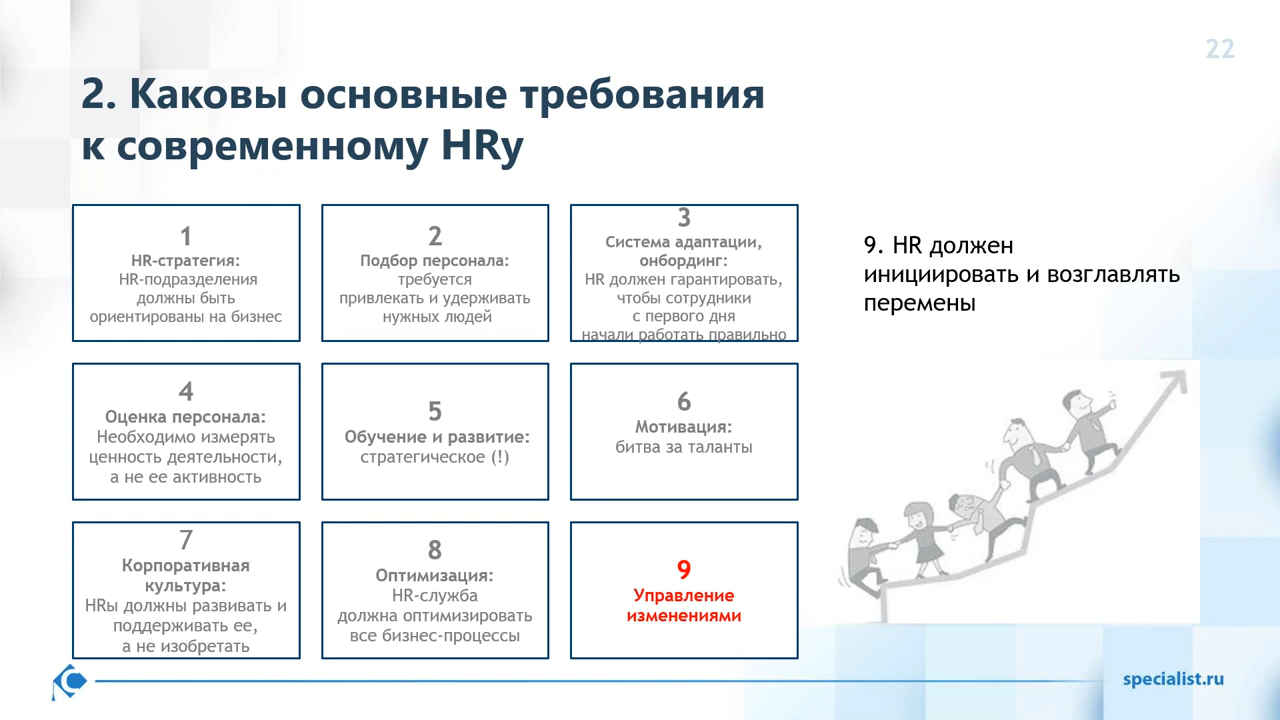 22
2. Каковы основные требования
к современному HRу
1
HR-стратегия:
HR-подразделения
должны быть
ориентированы на бизнес
2
Подбор персонала:
требуется
привлекать и удерживать
нужных людей
3
Система адаптации,
онбординг:
HR должен гарантировать,
чтобы сотрудники
с первого дня
начали работать правильно
9. HR должен
инициировать и возглавлять
перемены
4
Оценка персонала:
Необходимо измерять
ценность деятельности,
а не ее активность
5
Обучение и развитие:
стратегическое (!)
6
Мотивация:
битва за таланты
7
Корпоративная
культура:
HRы должны развивать и
поддерживать ее,
а не изобретать
8
Оптимизация:
HR-служба
должна оптимизировать
все бизнес-процессы
9
Управление
изменениями
specialist.ru